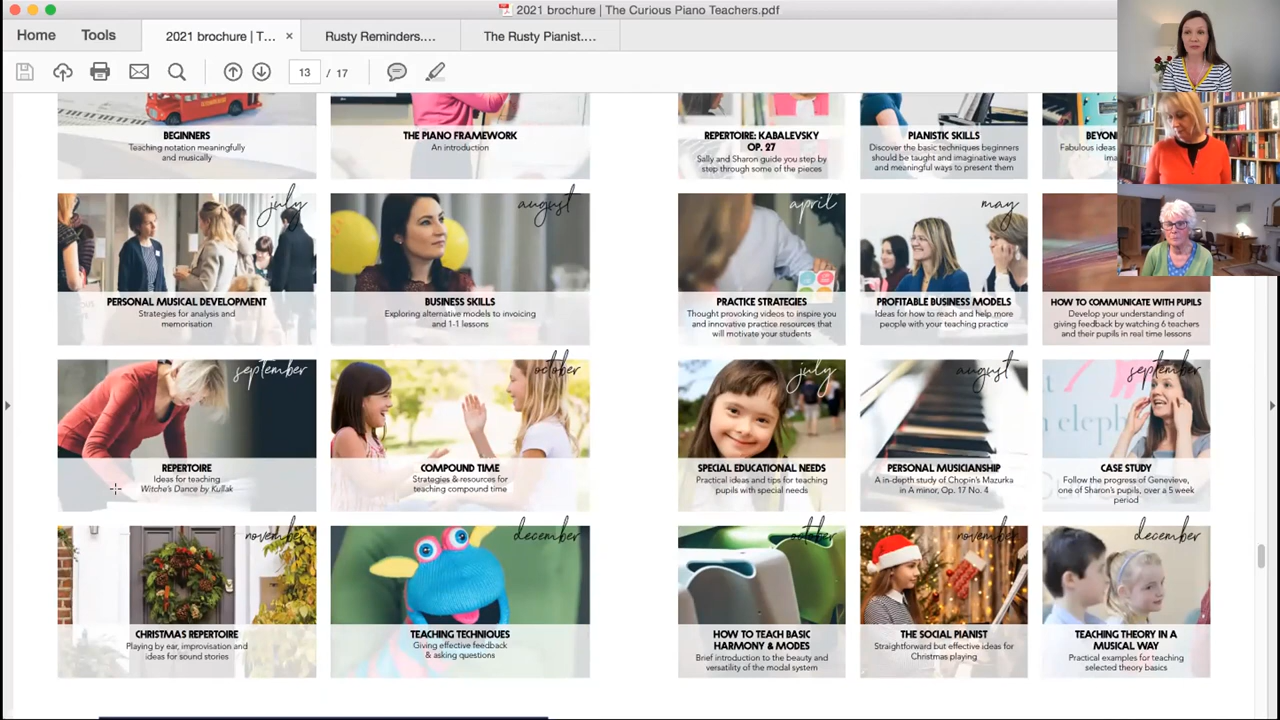 2021 brochure | The Curious Piano Teachers.pdf
Home
Tools
2021 brochure | T... ×
Rusty Reminders....
The Rusty Pianist....
13 / 17
BEGINNERS
Teaching notation meaningfully
and musically
THE PIANO FRAMEWORK
An introduction
REPERTOIRE: KABALEVSKY
OP. 27
Sally and Sharon guide you step by
step through some of the pieces
PIANISTIC SKILLS
Discover the basic techniques beginners
should be taught and imaginative ways
and meaningful ways to present them
Fabulous ideas
july
PERSONAL MUSICAL DEVELOPMENT
Strategies for analysis and
memorisation
august
BUSINESS SKILLS
Exploring alternative models to invoicing
and 1-1 lessons
april
PRACTICE STRATEGIES
Thought provoking videos to inspire you
and innovative practice resources that
will motivate your students
may
PROFITABLE BUSINESS MODELS
Ideas for how to reach and help more
people with your teaching practice
HOW TO COMMUNICATE WITH PUPILS
Develop your understanding of
giving feedback by watching 6 teachers
and their pupils in real time lessons
september
REPERTOIRE
Ideas for teaching
Witche's Dance by Kullak
october
COMPOUND TIME
Strategies & resources for
teaching compound time
july
SPECIAL EDUCATIONAL NEEDS
Practical ideas and tips for teaching
pupils with special needs
august
PERSONAL MUSICIANSHIP
A in-depth study of Chopin's Mazurka
in A minor, Op. 17 No. 4
september
CASE STUDY
Follow the progress of Genevieve,
one of Sharon's pupils, over a 5 week
period
november
CHRISTMAS REPERTOIRE
Playing by ear, improvisation and
ideas for sound stories
december
TEACHING TECHNIQUES
Giving effective feedback
& asking questions
october
HOW TO TEACH BASIC
HARMONY & MODES
Brief introduction to the beauty and
versatility of the modal system
november
THE SOCIAL PIANIST
Straightforward but effective ideas for
Christmas playing
december
TEACHING THEORY IN A
MUSICAL WAY
Practical examples for teaching
selected theory basics